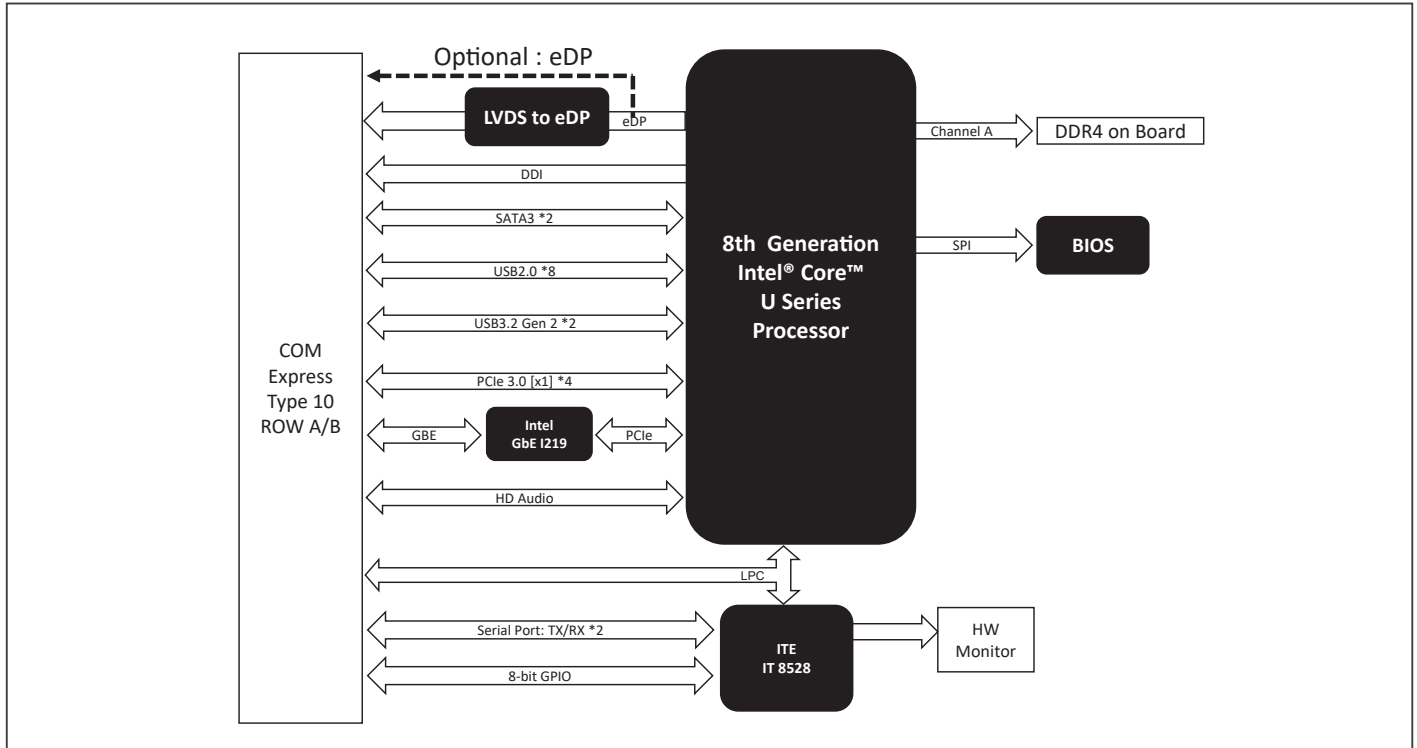 Optional : eDP
LVDS to eDP
eDP
DDI
SATA3 *2
USB2.0 *8
USB3.2 Gen 2 *2
PCIe 3.0 [x1] *4
GBE
Intel
GbE I219
PCIe
HD Audio
LPC
Serial Port: TX/RX *2
8-bit GPIO
COM
Express
Type 10
ROW A/B
8th Generation
Intel® Core™
U Series
Processor
Channel A
DDR4 on Board
SPI
BIOS
ITE
IT 8528
HW
Monitor